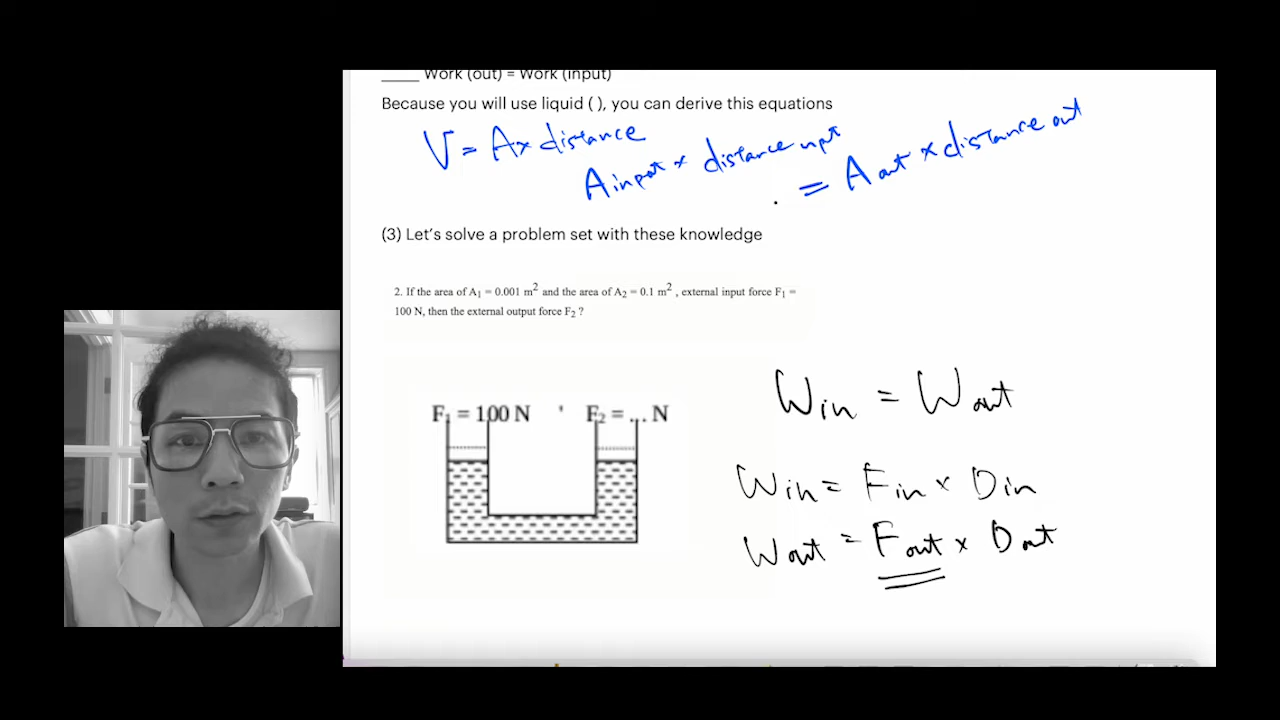 ____ Work (out) = Work (input)
Because you will use liquid ( ), you can derive this equations
V = A x distance
A input x distance inpt
= A out x distance out
(3) Let's solve a problem set with these knowledge
2. If the area of A₁ = 0.001 m² and the area of A₂ = 0.1 m² , external input force F₁ =
100 N, then the external output force F₂ ?
F₁ = 100 N ' F₂ = ... N
Win = Wout
Win = Fin x Din
Wout = Fout x Dout